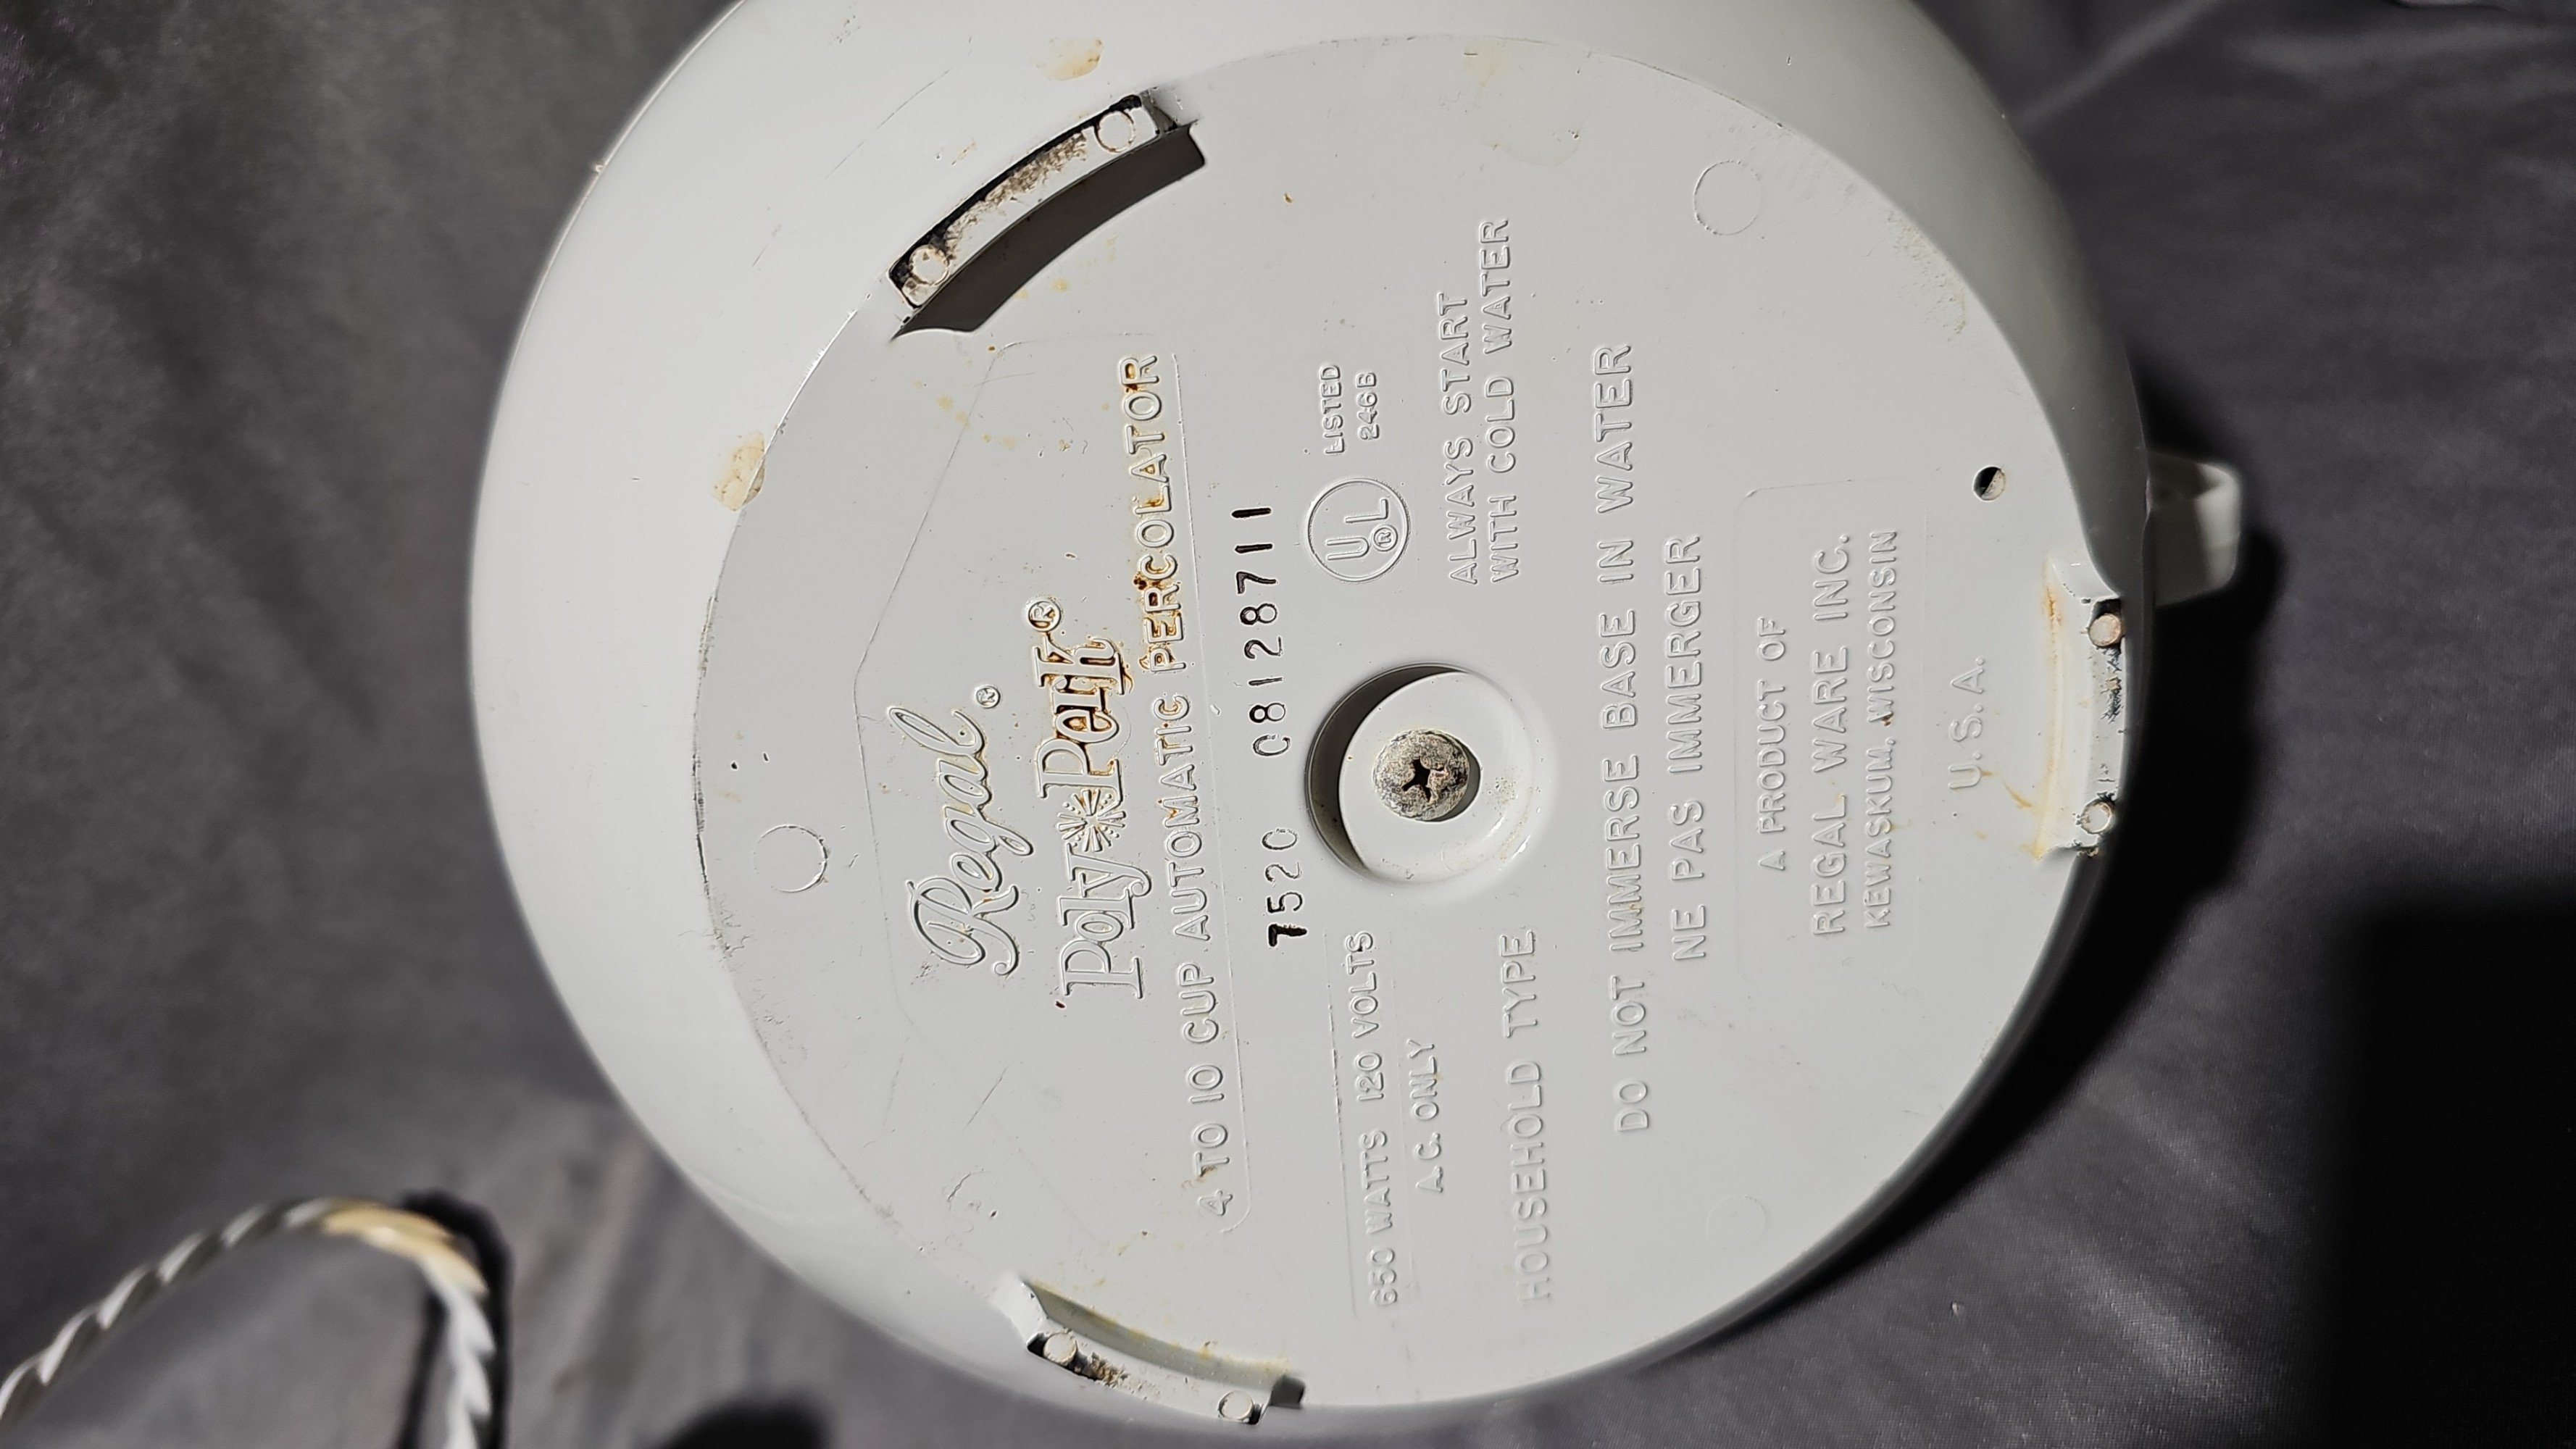 Regal®
Poly Perk®
4 TO 10 CUP AUTOMATIC PERCOLATOR
7520 08128711
650 WATTS 120 VOLTS
A.C. ONLY
HOUSEHOLD TYPE
UL®
LISTED
246B
ALWAYS START
WITH COLD WATER
DO NOT IMMERSE BASE IN WATER
NE PAS IMMERGER
A PRODUCT OF
REGAL WARE INC.
KEWASKUM, WISCONSIN
U.S.A.